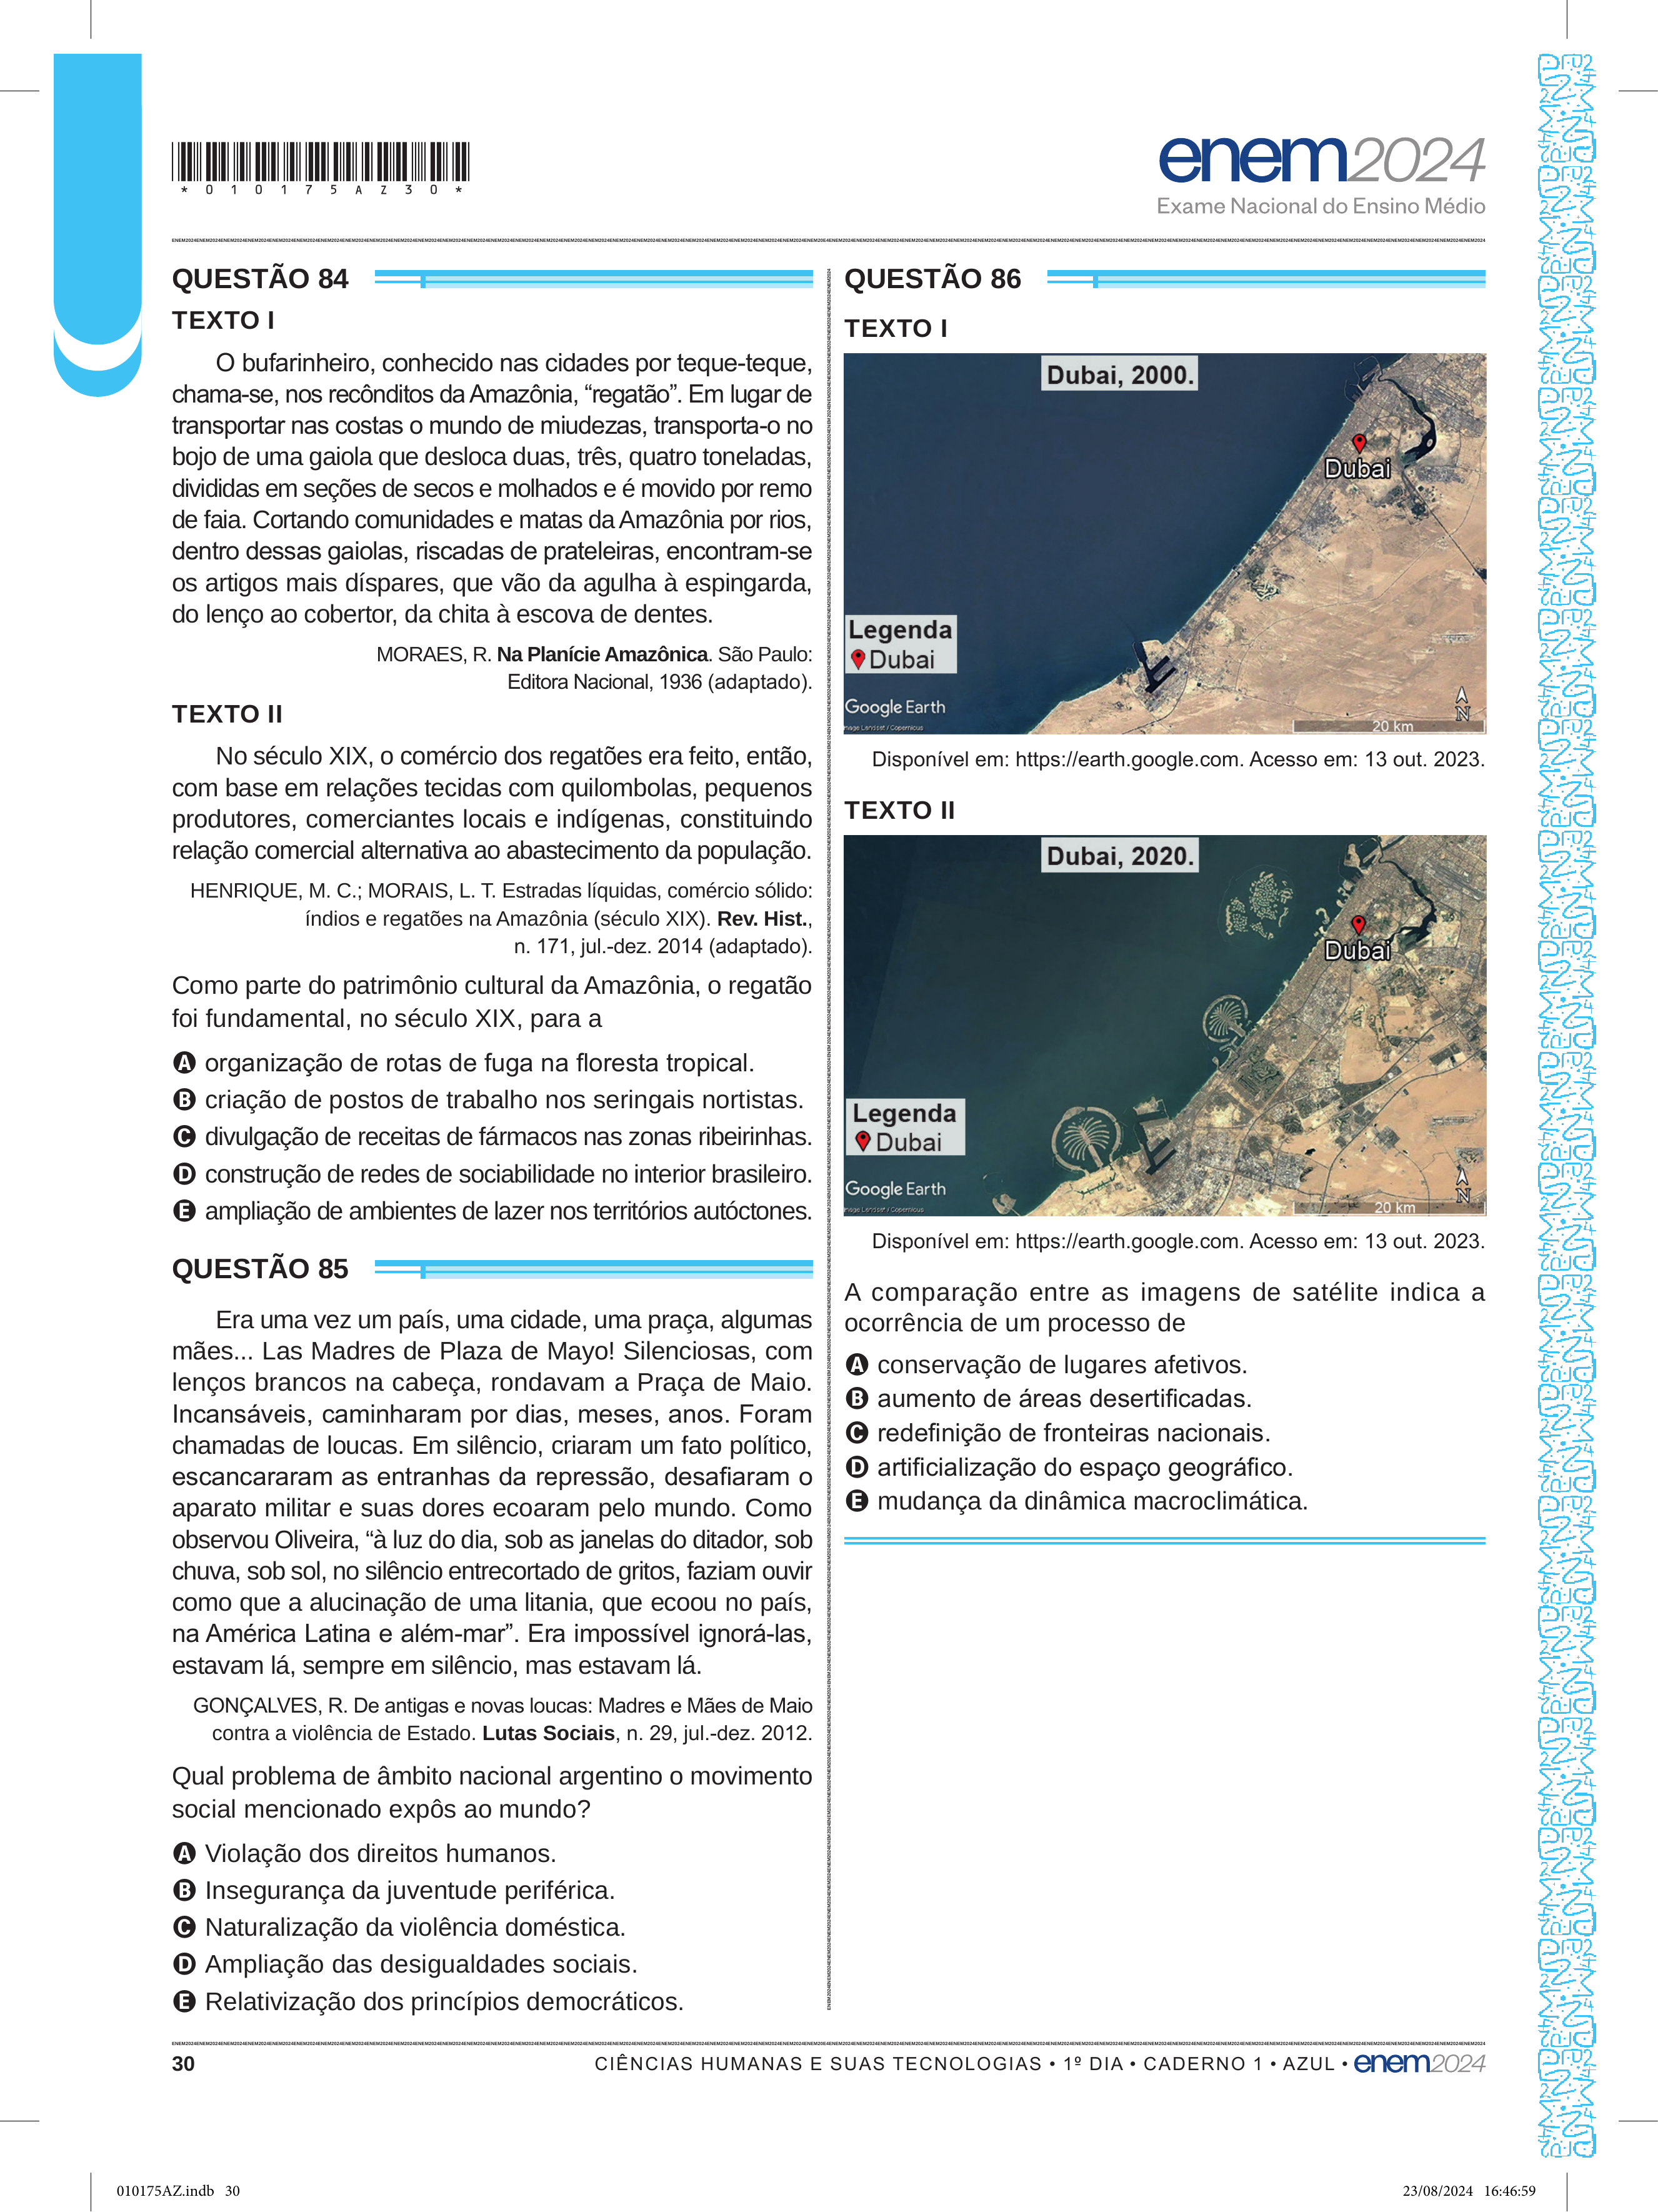 *010175AZ30*
enem2024
Exame Nacional do Ensino Médio
QUESTÃO 84
TEXTO I
O bufarinheiro, conhecido nas cidades por teque-teque,
chama-se, nos recônditos da Amazônia, “regatão”. Em lugar de
transportar nas costas o mundo de miudezas, transporta-o no
bojo de uma gaiola que desloca duas, três, quatro toneladas,
divididas em seções de secos e molhados e é movido por remo
de faia. Cortando comunidades e matas da Amazônia por rios,
dentro dessas gaiolas, riscadas de prateleiras, encontram-se
os artigos mais díspares, que vão da agulha à espingarda,
do lenço ao cobertor, da chita à escova de dentes.
MORAES, R. Na Planície Amazônica. São Paulo:
Editora Nacional, 1936 (adaptado).
TEXTO II
No século XIX, o comércio dos regatões era feito, então,
com base em relações tecidas com quilombolas, pequenos
produtores, comerciantes locais e indígenas, constituindo
relação comercial alternativa ao abastecimento da população.
HENRIQUE, M. C.; MORAIS, L. T. Estradas líquidas, comércio sólido:
índios e regatões na Amazônia (século XIX). Rev. Hist.,
n. 171, jul.-dez. 2014 (adaptado).
Como parte do patrimônio cultural da Amazônia, o regatão
foi fundamental, no século XIX, para a
A organização de rotas de fuga na floresta tropical.
B criação de postos de trabalho nos seringais nortistas.
C divulgação de receitas de fármacos nas zonas ribeirinhas.
D construção de redes de sociabilidade no interior brasileiro.
E ampliação de ambientes de lazer nos territórios autóctones.
QUESTÃO 85
Era uma vez um país, uma cidade, uma praça, algumas
mães... Las Madres de Plaza de Mayo! Silenciosas, com
lenços brancos na cabeça, rondavam a Praça de Maio.
Incansáveis, caminharam por dias, meses, anos. Foram
chamadas de loucas. Em silêncio, criaram um fato político,
escancararam as entranhas da repressão, desafiaram o
aparato militar e suas dores ecoaram pelo mundo. Como
observou Oliveira, “à luz do dia, sob as janelas do ditador, sob
chuva, sob sol, no silêncio entrecortado de gritos, faziam ouvir
como que a alucinação de uma litania, que ecoou no país,
na América Latina e além-mar”. Era impossível ignorá-las,
estavam lá, sempre em silêncio, mas estavam lá.
GONÇALVES, R. De antigas e novas loucas: Madres e Mães de Maio
contra a violência de Estado. Lutas Sociais, n. 29, jul.-dez. 2012.
Qual problema de âmbito nacional argentino o movimento
social mencionado expôs ao mundo?
A Violação dos direitos humanos.
B Insegurança da juventude periférica.
C Naturalização da violência doméstica.
D Ampliação das desigualdades sociais.
E Relativização dos princípios democráticos.
QUESTÃO 86
TEXTO I
Dubai, 2000.
Dubai
Legenda
Dubai
Google Earth
Image Landsat / Copernicus
N
20 km
Disponível em: https://earth.google.com. Acesso em: 13 out. 2023.
TEXTO II
Dubai, 2020.
Dubai
Legenda
Dubai
Google Earth
Image Landsat / Copernicus
N
20 km
Disponível em: https://earth.google.com. Acesso em: 13 out. 2023.
A comparação entre as imagens de satélite indica a
ocorrência de um processo de
A conservação de lugares afetivos.
B aumento de áreas desertificadas.
C redefinição de fronteiras nacionais.
D artificialização do espaço geográfico.
E mudança da dinâmica macroclimática.
30
CIÊNCIAS HUMANAS E SUAS TECNOLOGIAS • 1º DIA • CADERNO 1 • AZUL • enem2024
010175AZ.indb 30
23/08/2024 16:46:59